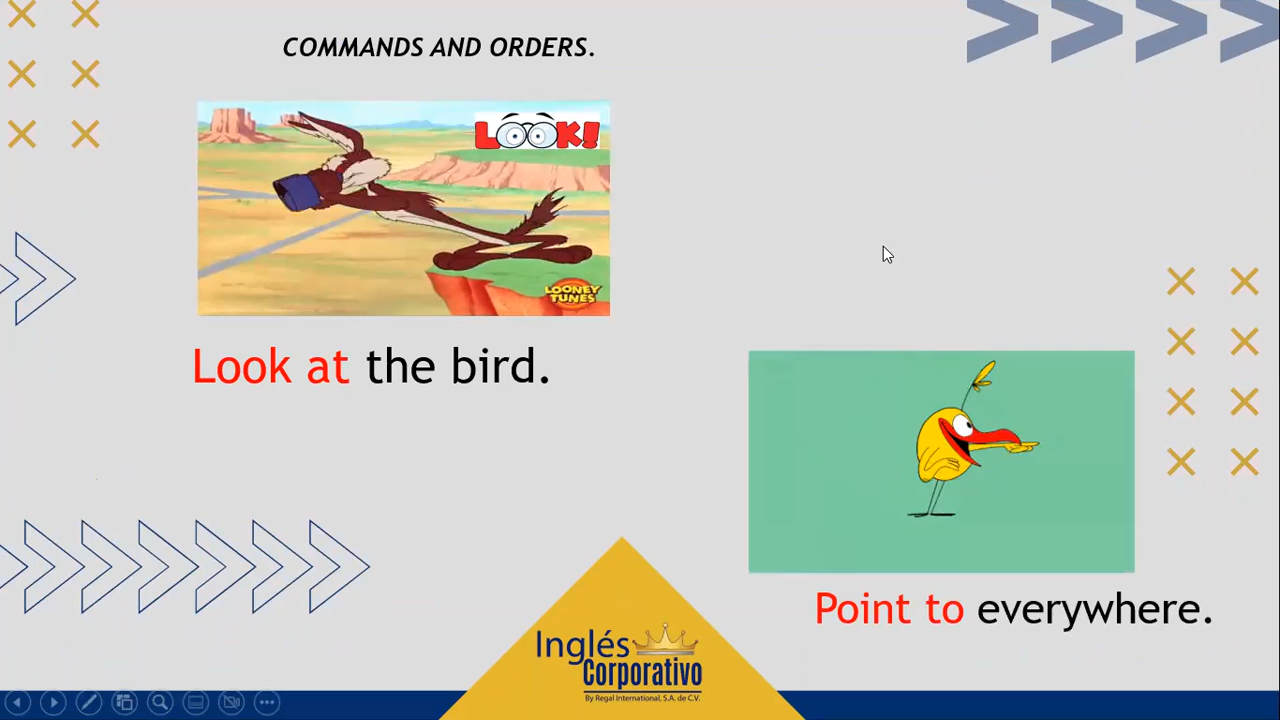 COMMANDS AND ORDERS.
LOOK!
LOONEY
TUNES
Look at the bird.
Point to everywhere.
Inglés
Corporativo
By Regal International, S.A. de C.V.